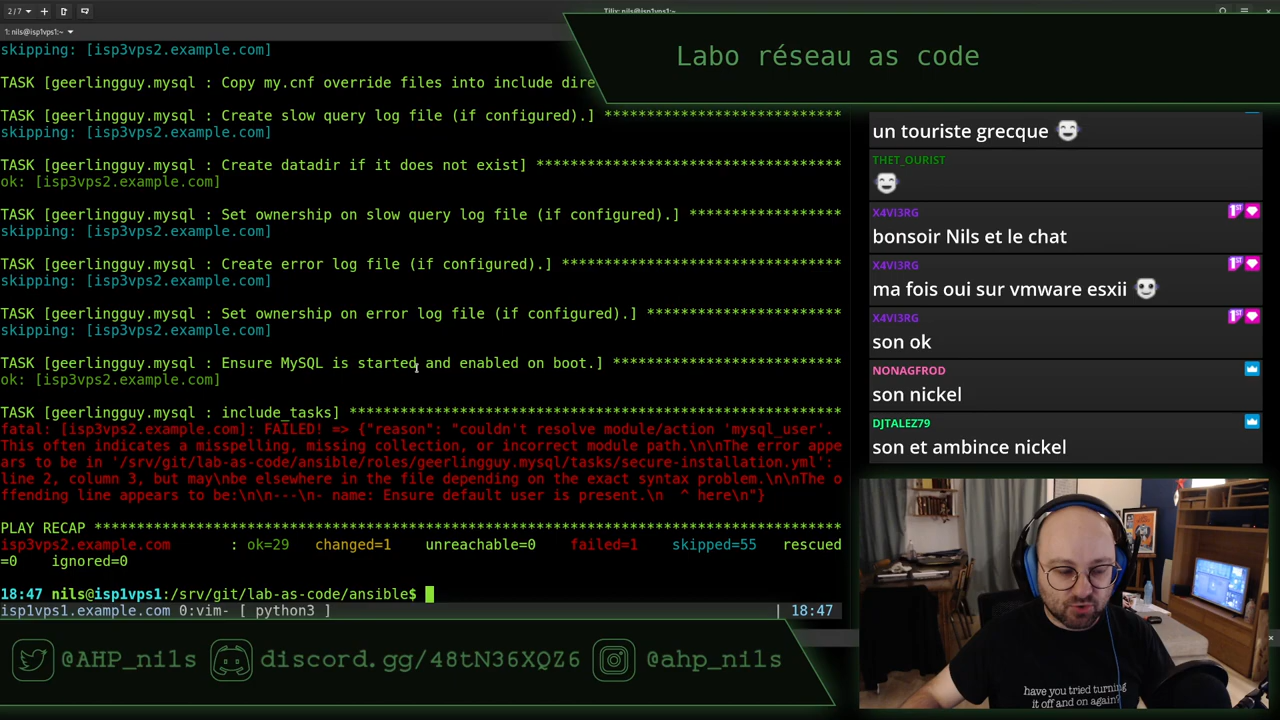 2/7
Tilix: nils@isp1vps1:~
1: nils@isp1vps1:~
Labo réseau as code
skipping: [isp3vps2.example.com]
TASK [geerlingguy.mysql : Copy my.cnf override files into include dire
TASK [geerlingguy.mysql : Create slow query log file (if configured).] ****************************
skipping: [isp3vps2.example.com]
TASK [geerlingguy.mysql : Create datadir if it does not exist] ************************************
ok: [isp3vps2.example.com]
TASK [geerlingguy.mysql : Set ownership on slow query log file (if configured).] ******************
skipping: [isp3vps2.example.com]
TASK [geerlingguy.mysql : Create error log file (if configured).] *********************************
skipping: [isp3vps2.example.com]
TASK [geerlingguy.mysql : Set ownership on error log file (if configured).] ***********************
skipping: [isp3vps2.example.com]
TASK [geerlingguy.mysql : Ensure MySQL is started and enabled on boot.] ***************************
ok: [isp3vps2.example.com]
TASK [geerlingguy.mysql : include_tasks] **********************************************************
fatal: [isp3vps2.example.com]: FAILED! => {"reason": "couldn't resolve module/action 'mysql_user'.
This often indicates a misspelling, missing collection, or incorrect module path.\n\nThe error appe
ars to be in '/srv/git/lab-as-code/ansible/roles/geerlingguy.mysql/tasks/secure-installation.yml':
line 2, column 3, but may\nbe elsewhere in the file depending on the exact syntax problem.\n\nThe o
ffending line appears to be:\n\n---\n- name: Ensure default user is present.\n  ^ here\n"}
PLAY RECAP ****************************************************************************************
isp3vps2.example.com       : ok=29   changed=1    unreachable=0    failed=1    skipped=55   rescued
=0    ignored=0
18:47 nils@isp1vps1:/srv/git/lab-as-code/ansible$
isp1vps1.example.com 0:vim- [ python3 ] | 18:47
un touriste grecque
THET_OURIST
X4VI3RG
bonsoir Nils et le chat
X4VI3RG
ma fois oui sur vmware esxii
X4VI3RG
son ok
NONAGFROD
son nickel
DJTALEZ79
son et ambince nickel
have you tried turning
it off and on again?
@AHP_nils discord.gg/48tN36XQZ6 @ahp_nils